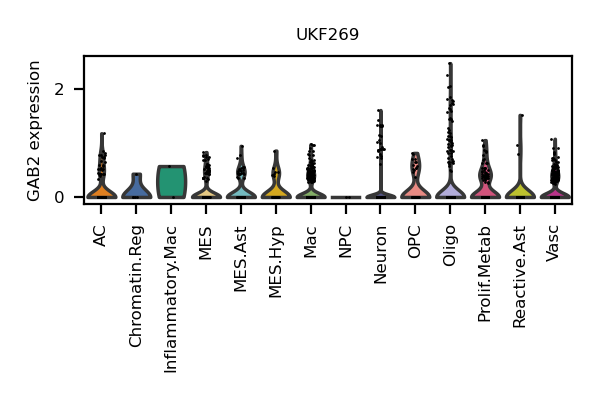 UKF269
GAB2 expression
2
0
AC
Chromatin.Reg
Inflammatory.Mac
MES
MES.Ast
MES.Hyp
Mac
NPC
Neuron
OPC
Oligo
Prolif.Metab
Reactive.Ast
Vasc